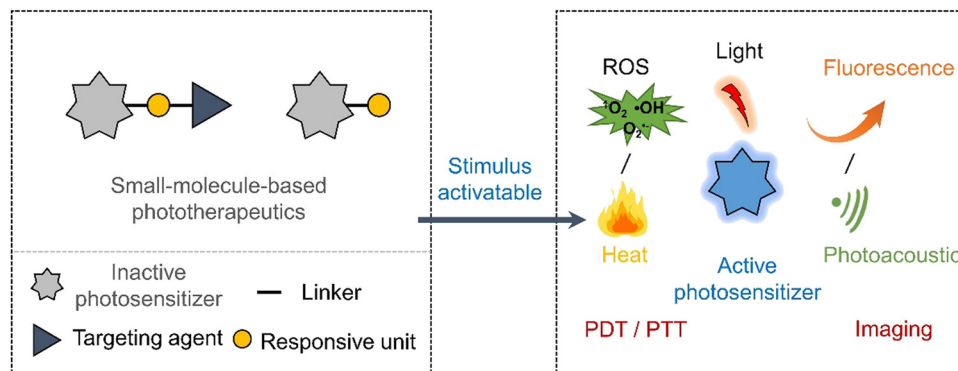 Small-molecule-based
phototherapeutics
Inactive
photosensitizer
Linker
Targeting agent
Responsive unit
Stimulus
activatable
ROS
¹O₂ •OH
O₂•⁻
Heat
PDT / PTT
Light
Active
photosensitizer
Fluorescence
Photoacoustic
Imaging